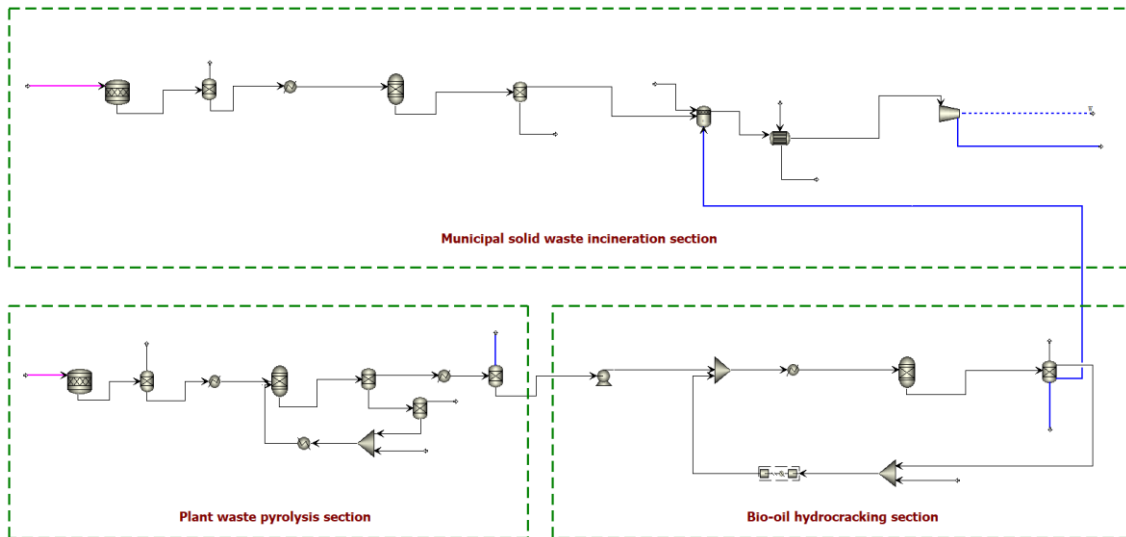 Municipal solid waste incineration section
Plant waste pyrolysis section
Bio-oil hydrocracking section